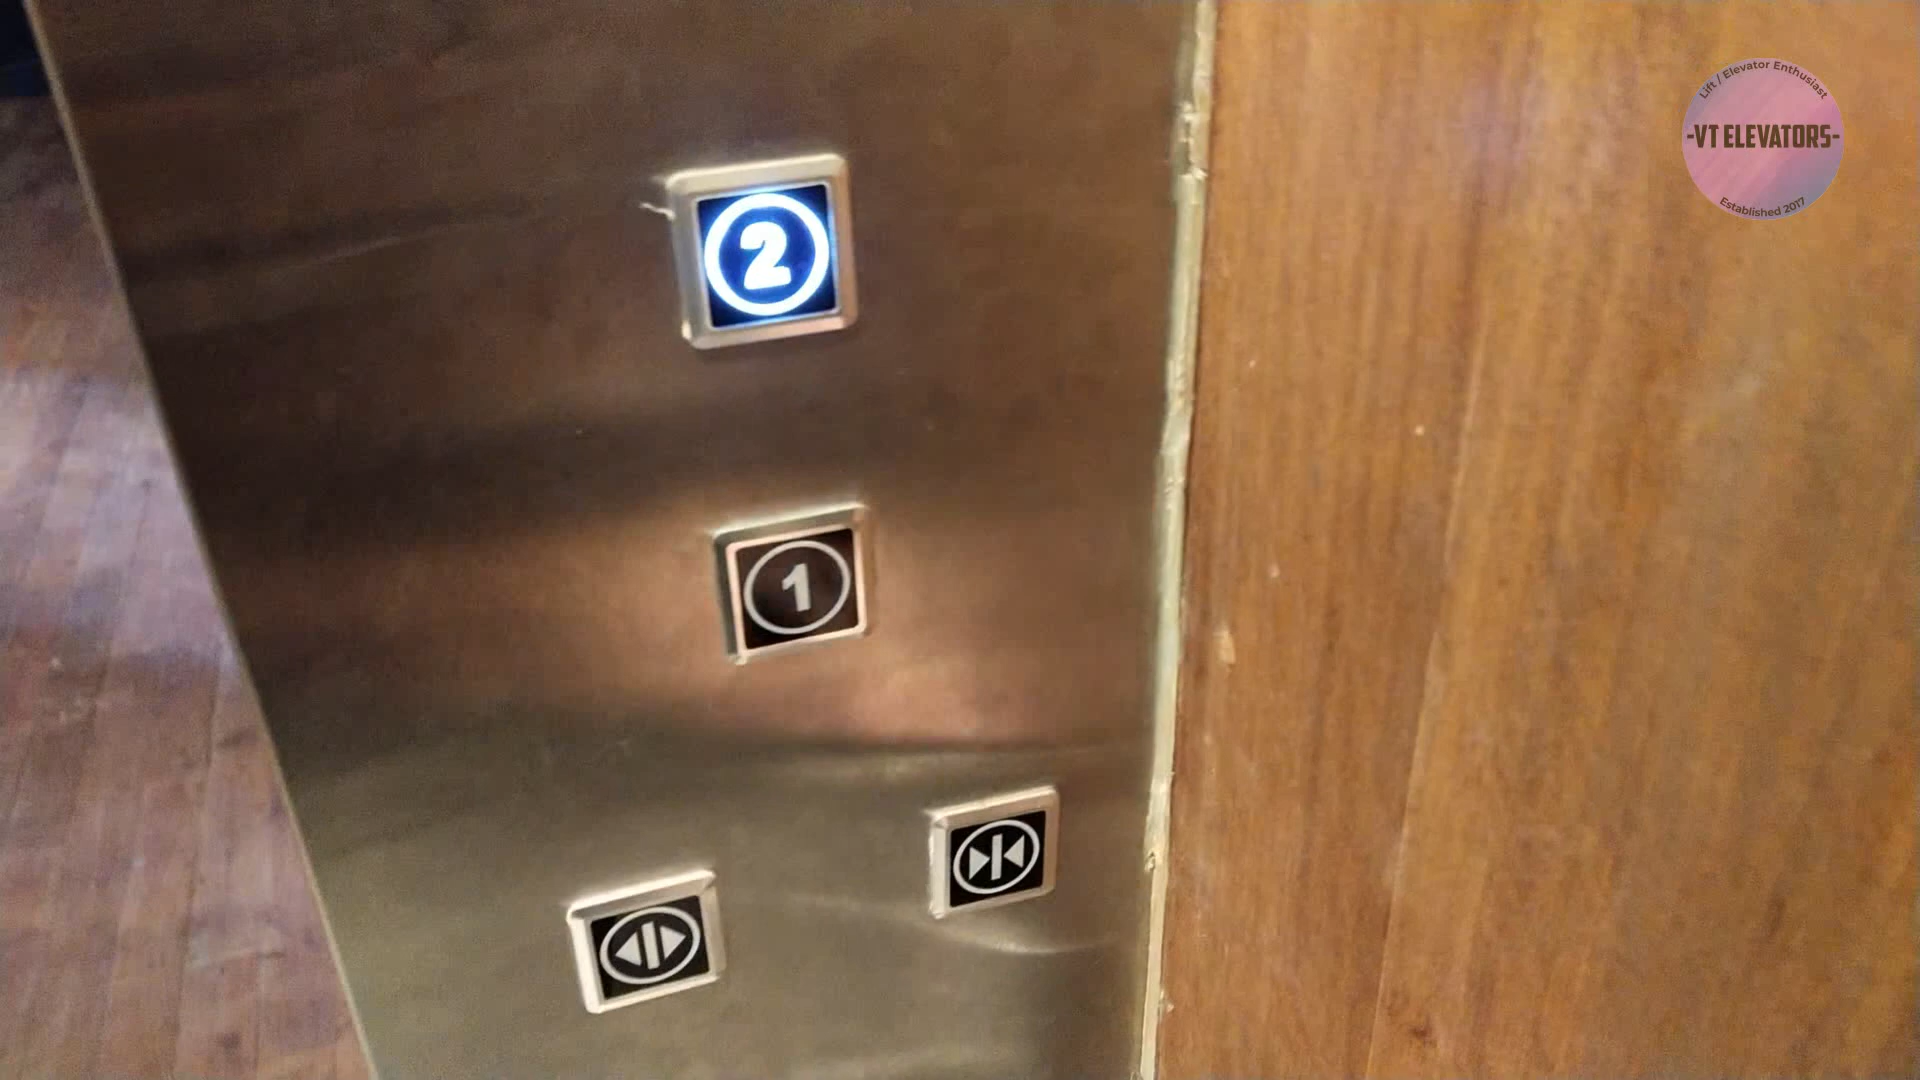 Lift / Elevator Enthusiast
-VT ELEVATORS-
Established 2017
2
1